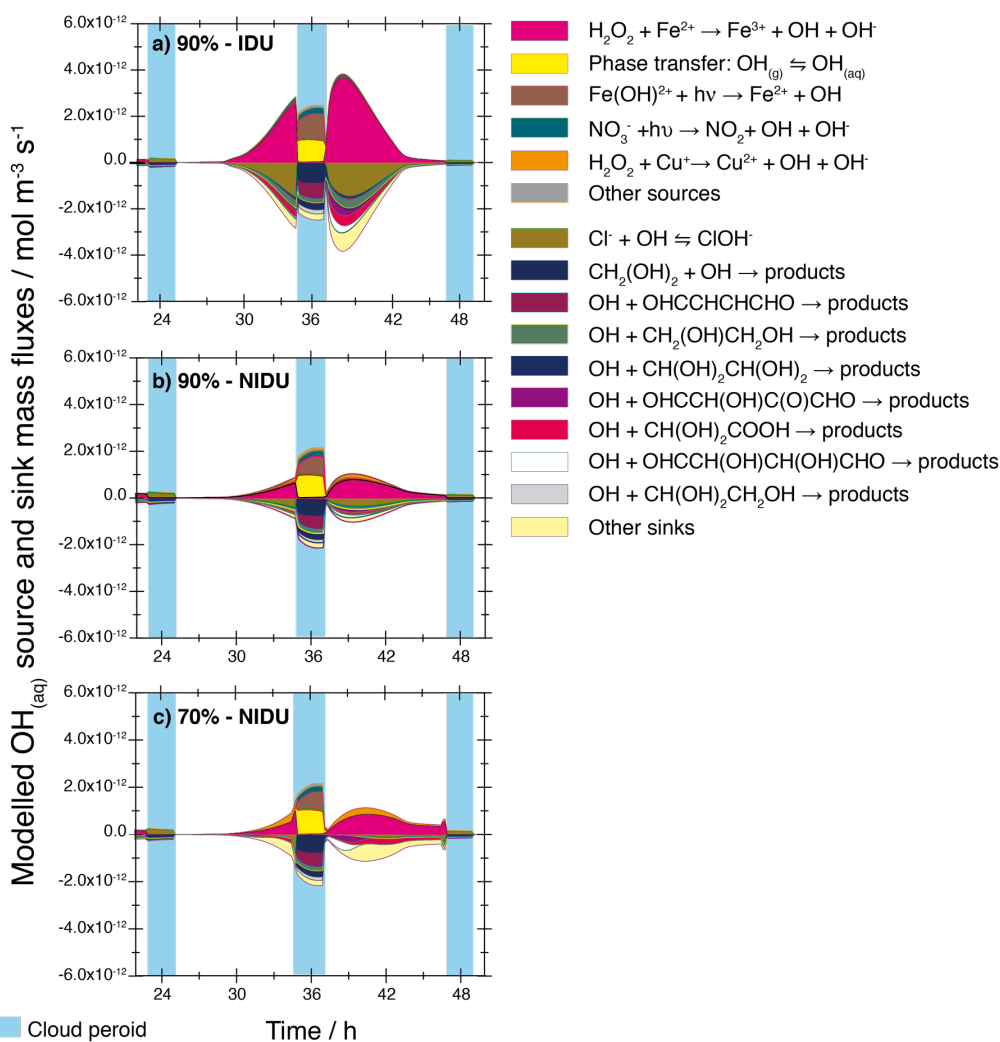 Modelled OH(aq) source and sink mass fluxes / mol m⁻³ s⁻¹
6.0x10⁻¹²
4.0x10⁻¹²
2.0x10⁻¹²
0.0
-2.0x10⁻¹²
-4.0x10⁻¹²
-6.0x10⁻¹²
a) 90% - IDU
24 30 36 42 48
6.0x10⁻¹²
4.0x10⁻¹²
2.0x10⁻¹²
0.0
-2.0x10⁻¹²
-4.0x10⁻¹²
-6.0x10⁻¹²
b) 90% - NIDU
24 30 36 42 48
6.0x10⁻¹²
4.0x10⁻¹²
2.0x10⁻¹²
0.0
-2.0x10⁻¹²
-4.0x10⁻¹²
-6.0x10⁻¹²
c) 70% - NIDU
24 30 36 42 48
Cloud peroid
Time / h
H₂O₂ + Fe²⁺ → Fe³⁺ + OH + OH⁻
Phase transfer: OH(g) ⇋ OH(aq)
Fe(OH)²⁺ + hν → Fe²⁺ + OH
NO₃⁻ +hυ → NO₂+ OH + OH⁻
H₂O₂ + Cu⁺→ Cu²⁺ + OH + OH⁻
Other sources
Cl⁻ + OH ⇋ ClOH⁻
CH₂(OH)₂ + OH → products
OH + OHCCHCHCHO → products
OH + CH₂(OH)CH₂OH → products
OH + CH(OH)₂CH(OH)₂ → products
OH + OHCCH(OH)C(O)CHO → products
OH + CH(OH)₂COOH → products
OH + OHCCH(OH)CH(OH)CHO → products
OH + CH(OH)₂CH₂OH → products
Other sinks